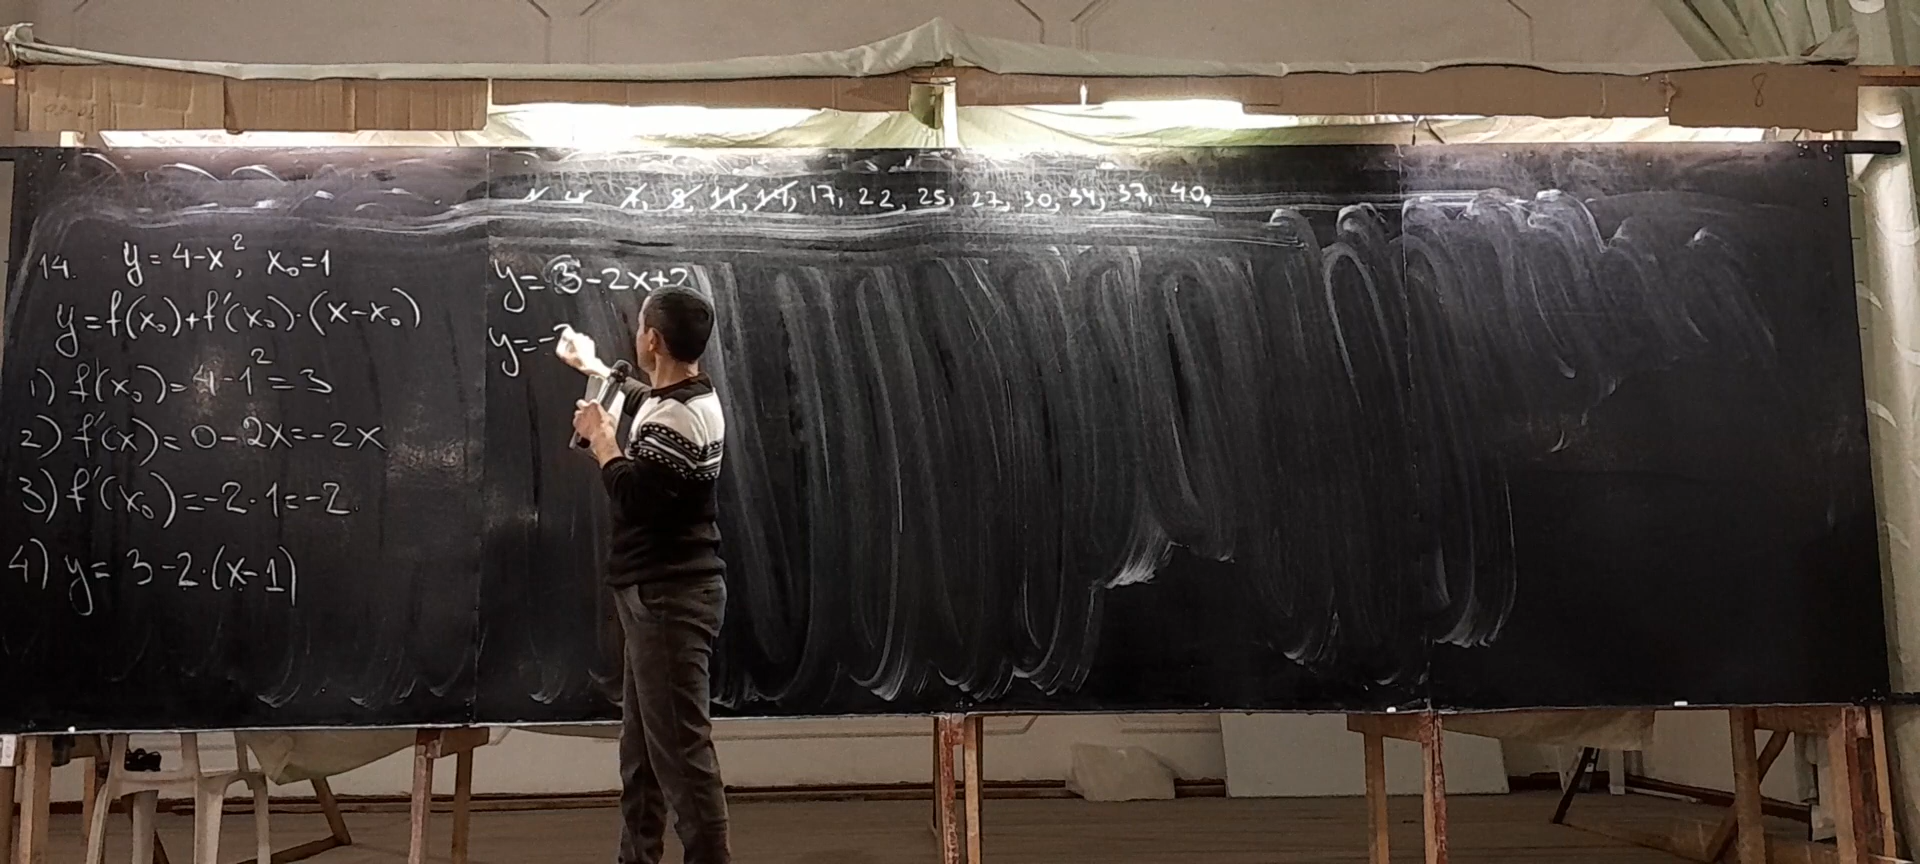 7, 8, 11, 14, 17, 22, 25, 27, 30, 34, 37, 40,
14. y = 4-x², x₀=1
y=f(x₀)+f'(x₀)·(x-x₀)
1) f(x₀)=4-1²=3
2) f'(x)=0-2x=-2x
3) f'(x₀)=-2·1=-2
4) y=3-2·(x-1)
y=3-2x+2
y=-
8